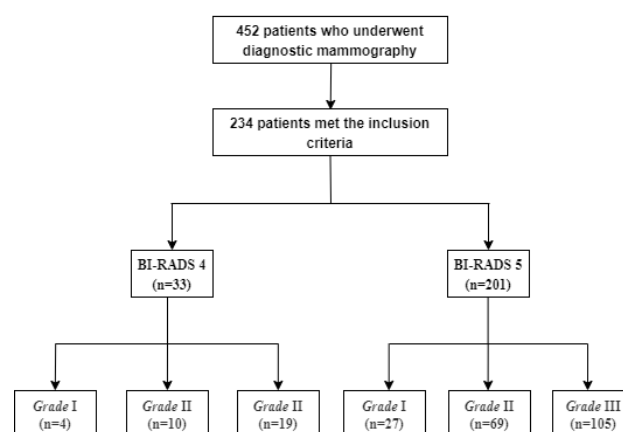 452 patients who underwent
diagnostic mammography
234 patients met the inclusion
criteria
BI-RADS 4
(n=33)
BI-RADS 5
(n=201)
Grade I
(n=4)
Grade II
(n=10)
Grade II
(n=19)
Grade I
(n=27)
Grade II
(n=69)
Grade III
(n=105)